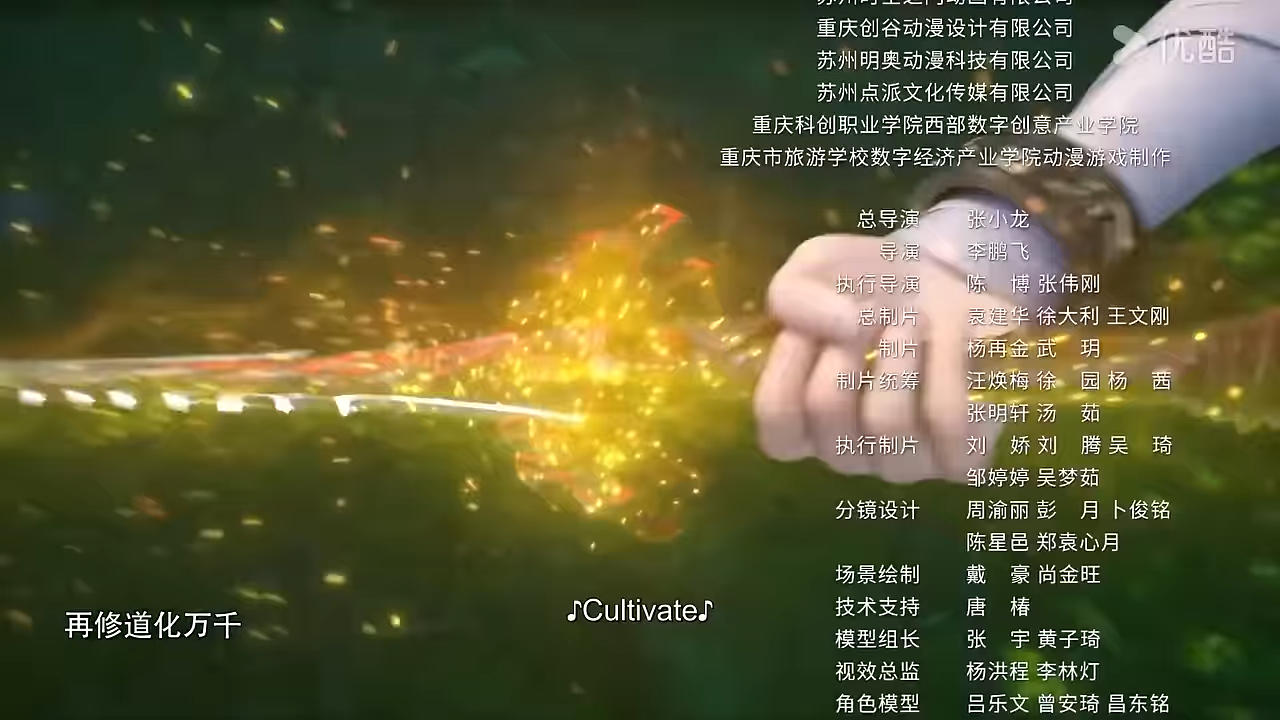 重庆创谷动漫设计有限公司
优酷
苏州明奥动漫科技有限公司
苏州点派文化传媒有限公司
重庆科创职业学院西部数字创意产业学院
重庆市旅游学校数字经济产业学院动漫游戏制作
总导演 张小龙
导演 李鹏飞
执行导演 陈 博 张伟刚
总制片 袁建华 徐大利 王文刚
制片 杨再金 武 玥
制片统筹 汪焕梅 徐 园 杨 茜
张明轩 汤 茹
执行制片 刘 娇 刘 腾 吴 琦
邹婷婷 吴梦茹
分镜设计 周渝丽 彭 月 卜俊铭
陈星邑 郑袁心月
场景绘制 戴 豪 尚金旺
技术支持 唐 椿
模型组长 张 宇 黄子琦
视效总监 杨洪程 李林灯
角色模型 吕乐文 曾安琦 昌东铭
再修道化万千
♪Cultivate♪